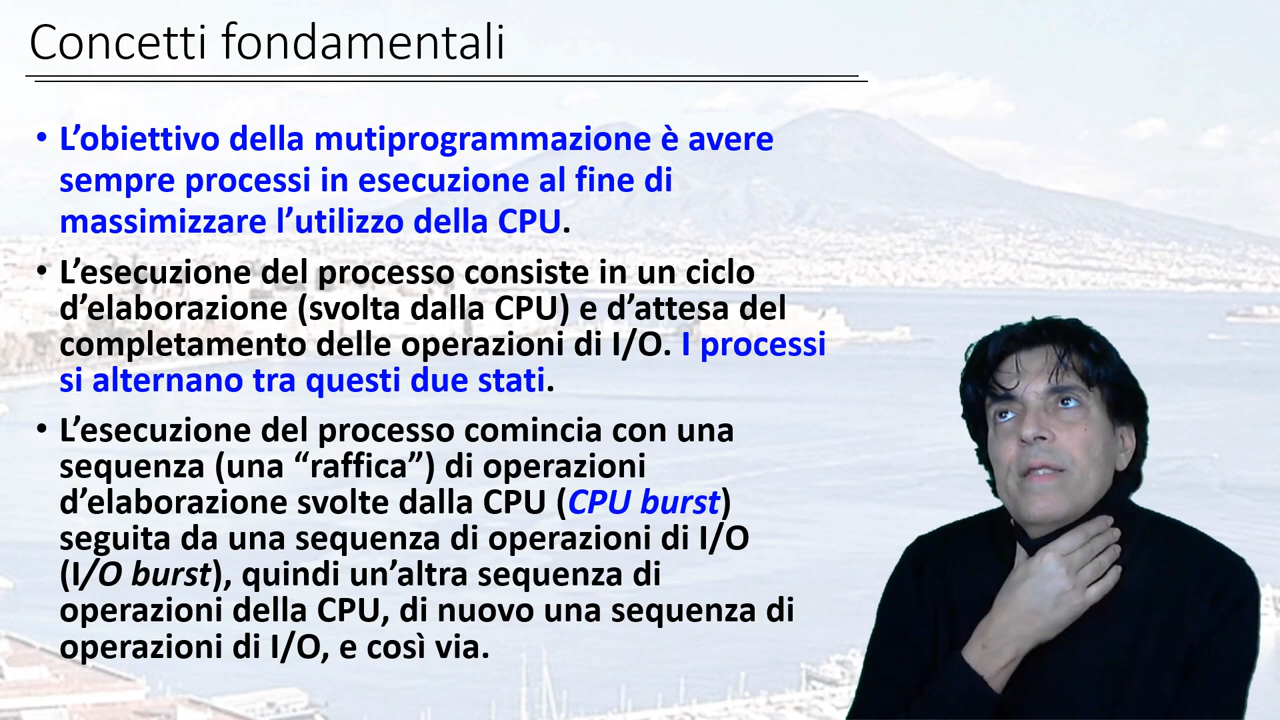 Concetti fondamentali
• L’obiettivo della mutiprogrammazione è avere
sempre processi in esecuzione al fine di
massimizzare l’utilizzo della CPU.
• L’esecuzione del processo consiste in un ciclo
d’elaborazione (svolta dalla CPU) e d’attesa del
completamento delle operazioni di I/O. I processi
si alternano tra questi due stati.
• L’esecuzione del processo comincia con una
sequenza (una “raffica”) di operazioni
d’elaborazione svolte dalla CPU (CPU burst)
seguita da una sequenza di operazioni di I/O
(I/O burst), quindi un’altra sequenza di
operazioni della CPU, di nuovo una sequenza di
operazioni di I/O, e così via.